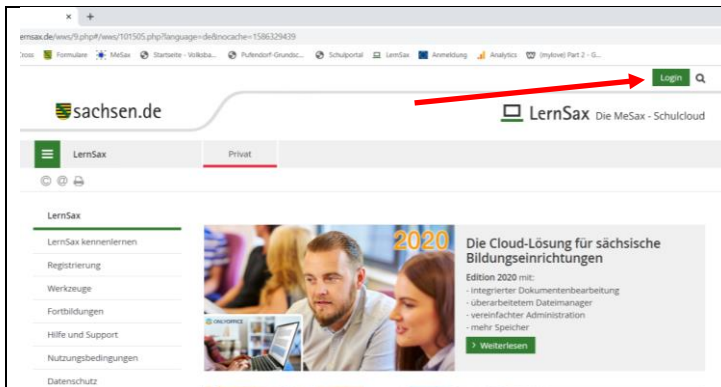 × +
ernsax.de/wws/9.php#/wws/101505.php?language=de&nocache=1586329439
Formulare MeSax Startseite - Volksba... Pufendorf-Grundsc... Schulportal LernSax Anmeldung Analytics (mylove) Part 2 - G...
Login
sachsen.de
LernSax Die MeSax - Schulcloud
LernSax Privat
© @
LernSax
LernSax kennenlernen
Registrierung
Werkzeuge
Fortbildungen
Hilfe und Support
Nutzungsbedingungen
Datenschutz
2020
ONLYOFFICE
Die Cloud-Lösung für sächsische
Bildungseinrichtungen
Edition 2020 mit:
- integrierter Dokumentenbearbeitung
- überarbeitetem Dateimanager
- vereinfachter Administration
- mehr Speicher
> Weiterlesen